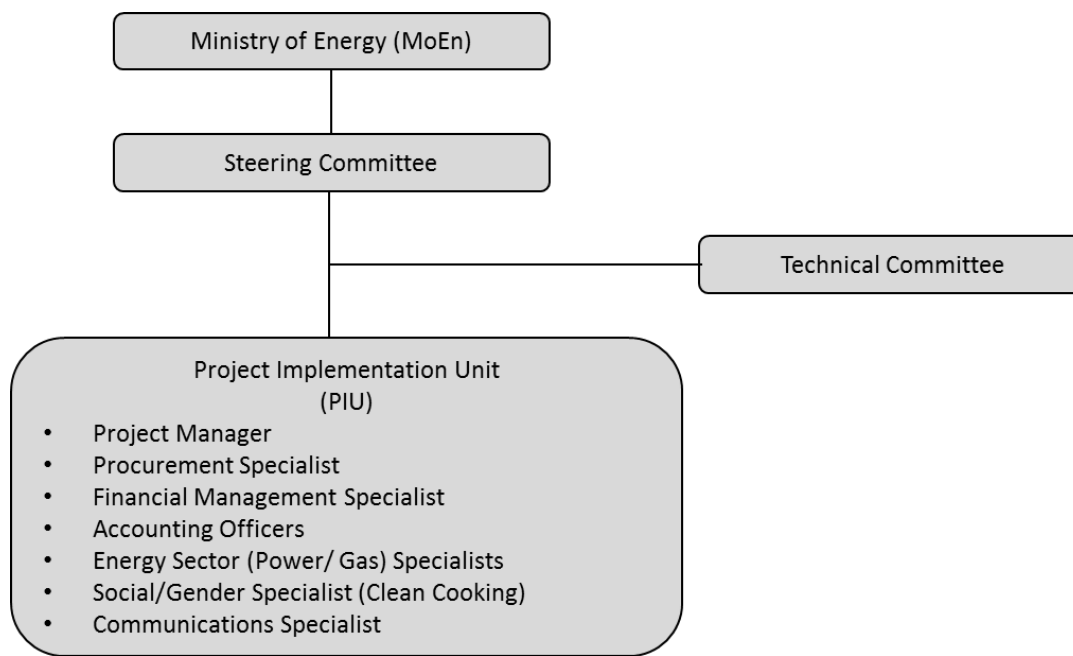 Ministry of Energy (MoEn)
Steering Committee
Technical Committee
Project Implementation Unit
(PIU)
• Project Manager
• Procurement Specialist
• Financial Management Specialist
• Accounting Officers
• Energy Sector (Power/ Gas) Specialists
• Social/Gender Specialist (Clean Cooking)
• Communications Specialist